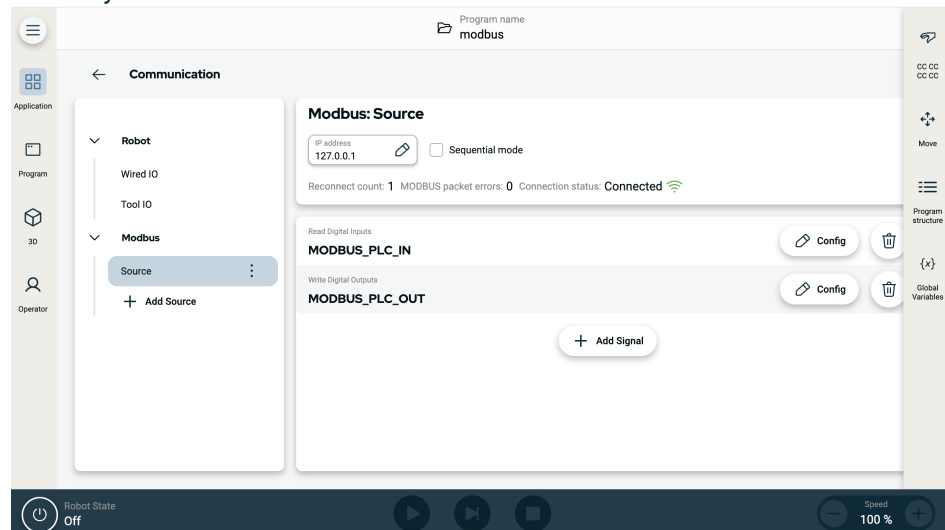 Program name
modbus
Communication
CC CC
CC CC
Application
Robot
Wired IO
Tool IO
Modbus
Source
Add Source
Modbus: Source
IP address
127.0.0.1
Sequential mode
Reconnect count: 1 MODBUS packet errors: 0 Connection status: Connected
Read Digital Inputs
MODBUS_PLC_IN
Config
Write Digital Outputs
MODBUS_PLC_OUT
Config
Add Signal
Program
3D
Operator
Move
Program
structure
{x}
Global
Variables
Robot State
Off
Speed
100 %